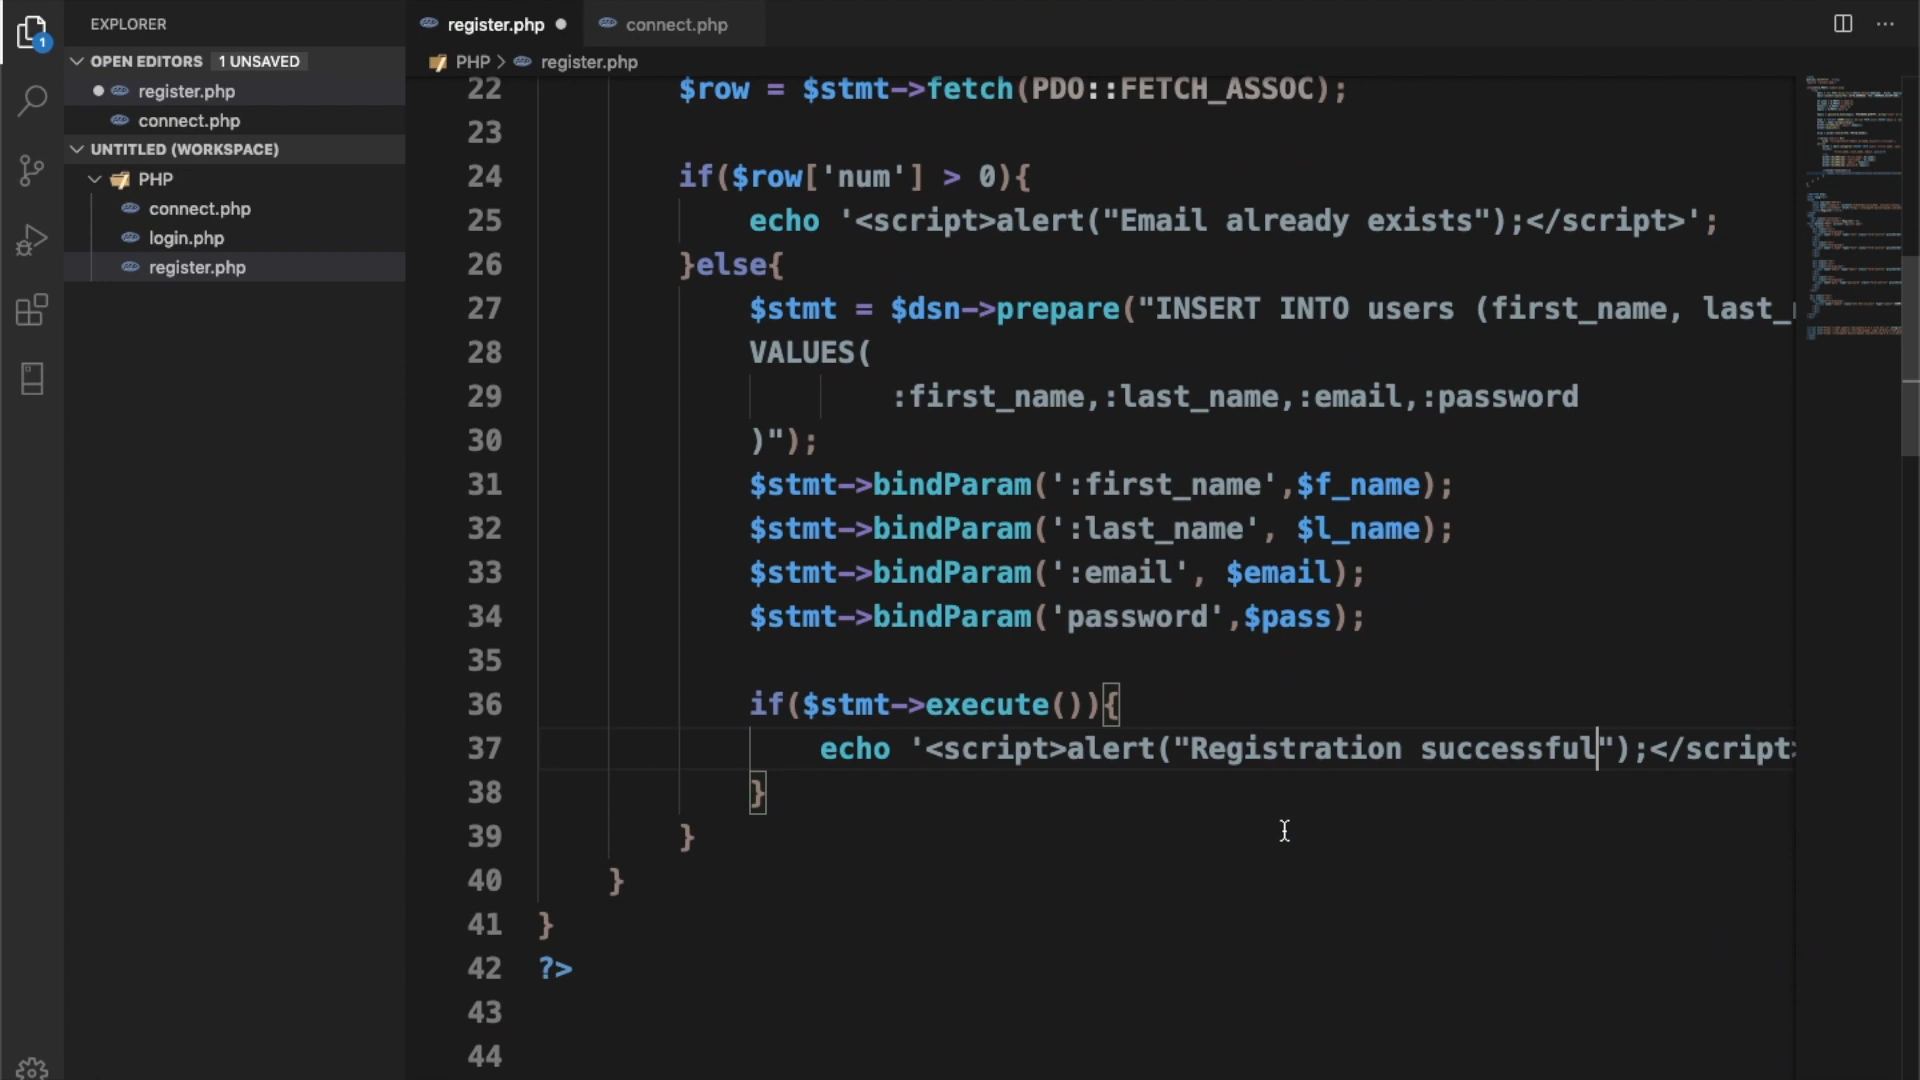 EXPLORER
OPEN EDITORS 1 UNSAVED
register.php
connect.php
UNTITLED (WORKSPACE)
PHP
connect.php
login.php
register.php
1
register.php connect.php
PHP > register.php
22 $row = $stmt->fetch(PDO::FETCH_ASSOC);
23
24 if($row['num'] > 0){
25 echo '<script>alert("Email already exists");</script>';
26 }else{
27 $stmt = $dsn->prepare("INSERT INTO users (first_name, last_
28 VALUES(
29 :first_name,:last_name,:email,:password
30 )");
31 $stmt->bindParam(':first_name',$f_name);
32 $stmt->bindParam(':last_name', $l_name);
33 $stmt->bindParam(':email', $email);
34 $stmt->bindParam('password',$pass);
35
36 if($stmt->execute()){
37 echo '<script>alert("Registration successful");</script>
38 }
39 }
40 }
41 }
42 ?>
43
44